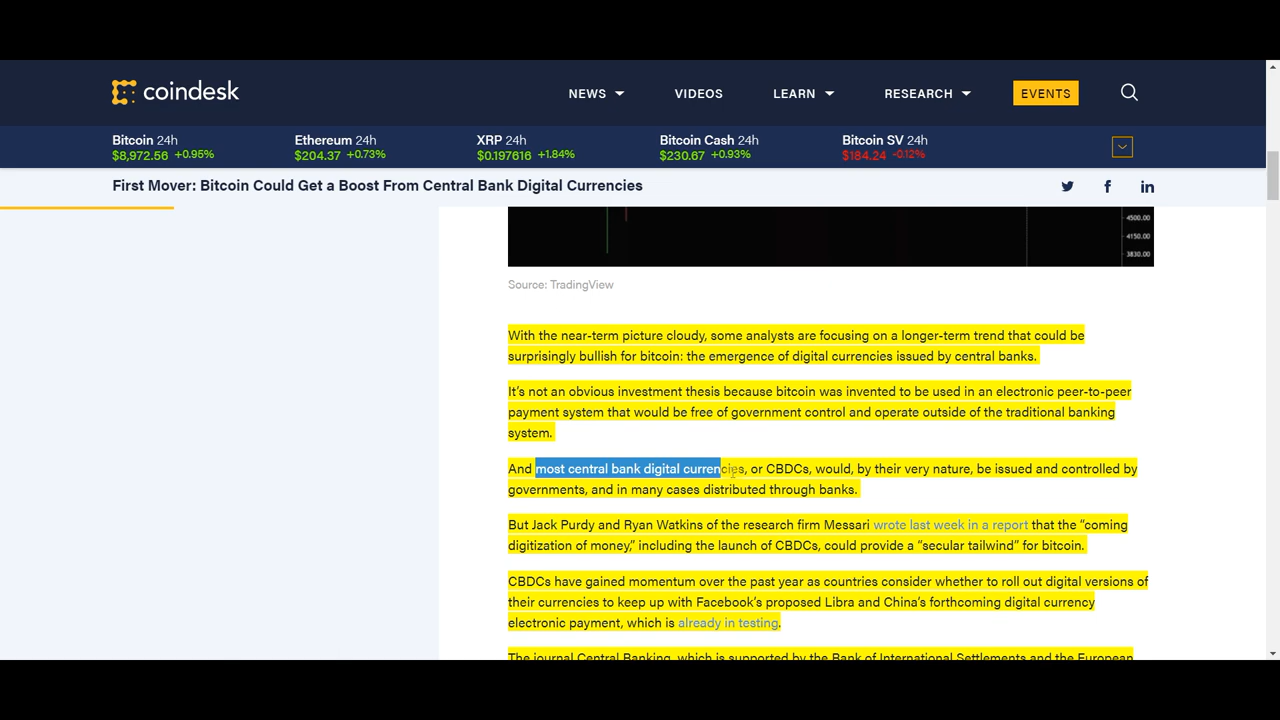 coindesk
NEWS VIDEOS LEARN RESEARCH EVENTS
Bitcoin 24h Ethereum 24h XRP 24h Bitcoin Cash 24h Bitcoin SV 24h
$8,972.56 +0.95% $204.37 +0.73% $0.197616 +1.84% $230.67 +0.93% $184.24 -0.12%
First Mover: Bitcoin Could Get a Boost From Central Bank Digital Currencies
4500.00
4150.00
3830.00
Source: TradingView
With the near-term picture cloudy, some analysts are focusing on a longer-term trend that could be
surprisingly bullish for bitcoin: the emergence of digital currencies issued by central banks.
It's not an obvious investment thesis because bitcoin was invented to be used in an electronic peer-to-peer
payment system that would be free of government control and operate outside of the traditional banking
system.
And most central bank digital currencies, or CBDCs, would, by their very nature, be issued and controlled by
governments, and in many cases distributed through banks.
But Jack Purdy and Ryan Watkins of the research firm Messari wrote last week in a report that the “coming
digitization of money,” including the launch of CBDCs, could provide a “secular tailwind” for bitcoin.
CBDCs have gained momentum over the past year as countries consider whether to roll out digital versions of
their currencies to keep up with Facebook's proposed Libra and China's forthcoming digital currency
electronic payment, which is already in testing.
The journal Central Banking, which is supported by the Bank of International Settlements and the European